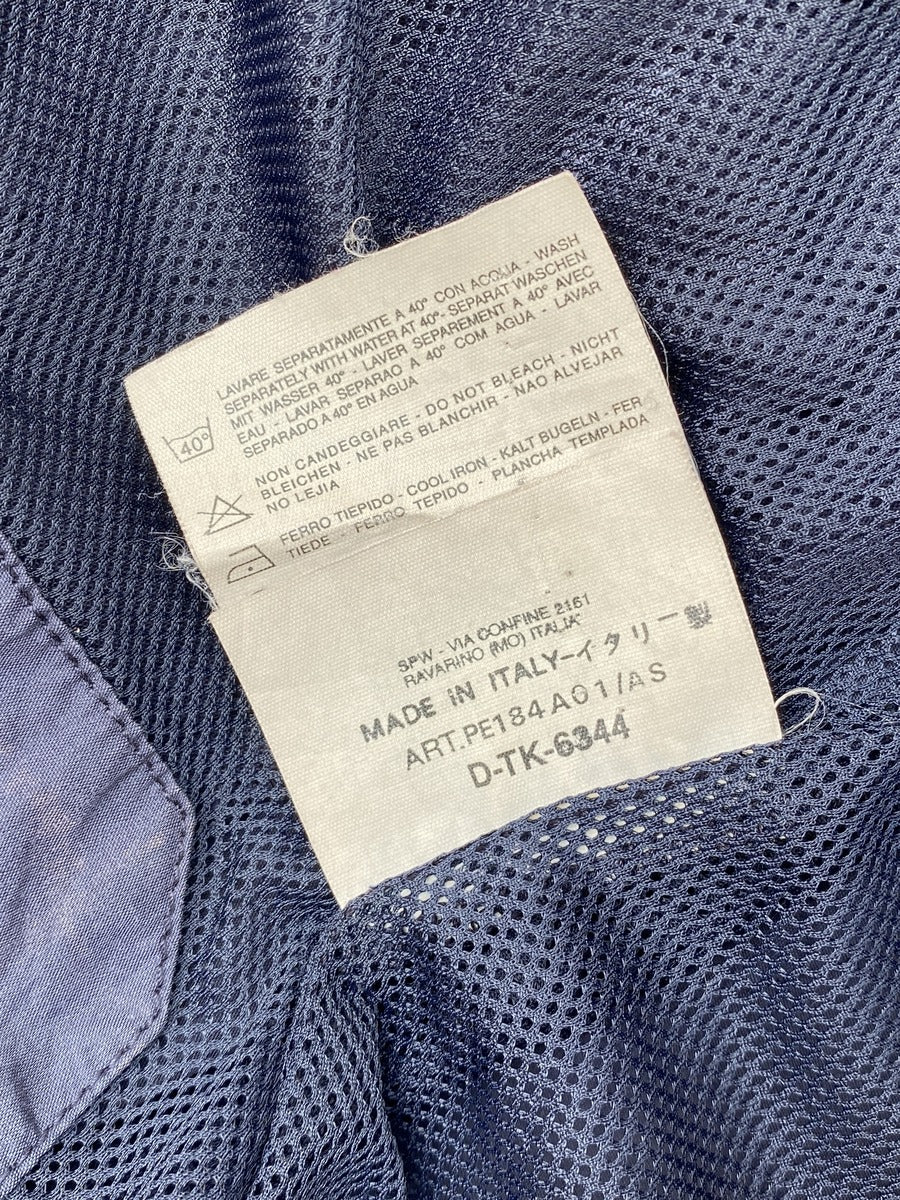 LAVARE SEPARATAMENTE A 40° CON ACQUA - WASH
SEPARATELY WITH WATER AT 40°- SEPARAT WASCHEN
MIT WASSER 40° - LAVER SEPAREMENT A 40° AVEC
EAU - LAVAR SEPARAO A 40° COM AGUA - LAVAR
SEPARADO A 40° EN AGUA
40°
NON CANDEGGIARE - DO NOT BLEACH - NICHT
BLEICHEN - NE PAS BLANCHIR - NAO ALVEJAR
NO LEJIA
FERRO TIEPIDO - COOL IRON - KALT BUGELN - FER
TIEDE - FERRO TEPIDO - PLANCHA TEMPLADA
SPW - VIA CONFINE 2161
RAVARINO (MO) ITALIA
MADE IN ITALY-イタリー製
ART.PE184A01/AS
D-TK-6344